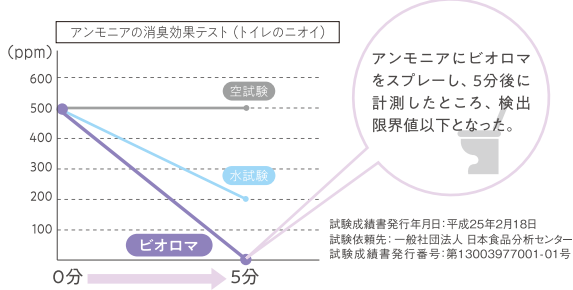 アンモニアの消臭効果テスト（トイレのニオイ）
(ppm)
600
500
400
300
200
100
空試験
水試験
ビオロマ
0分
5分
アンモニアにビオロマ
をスプレーし、5分後に
計測したところ、検出
限界値以下となった。
試験成績書発行年月日：平成25年2月18日
試験依頼先：一般社団法人 日本食品分析センター
試験成績書発行番号：第13003977001-01号